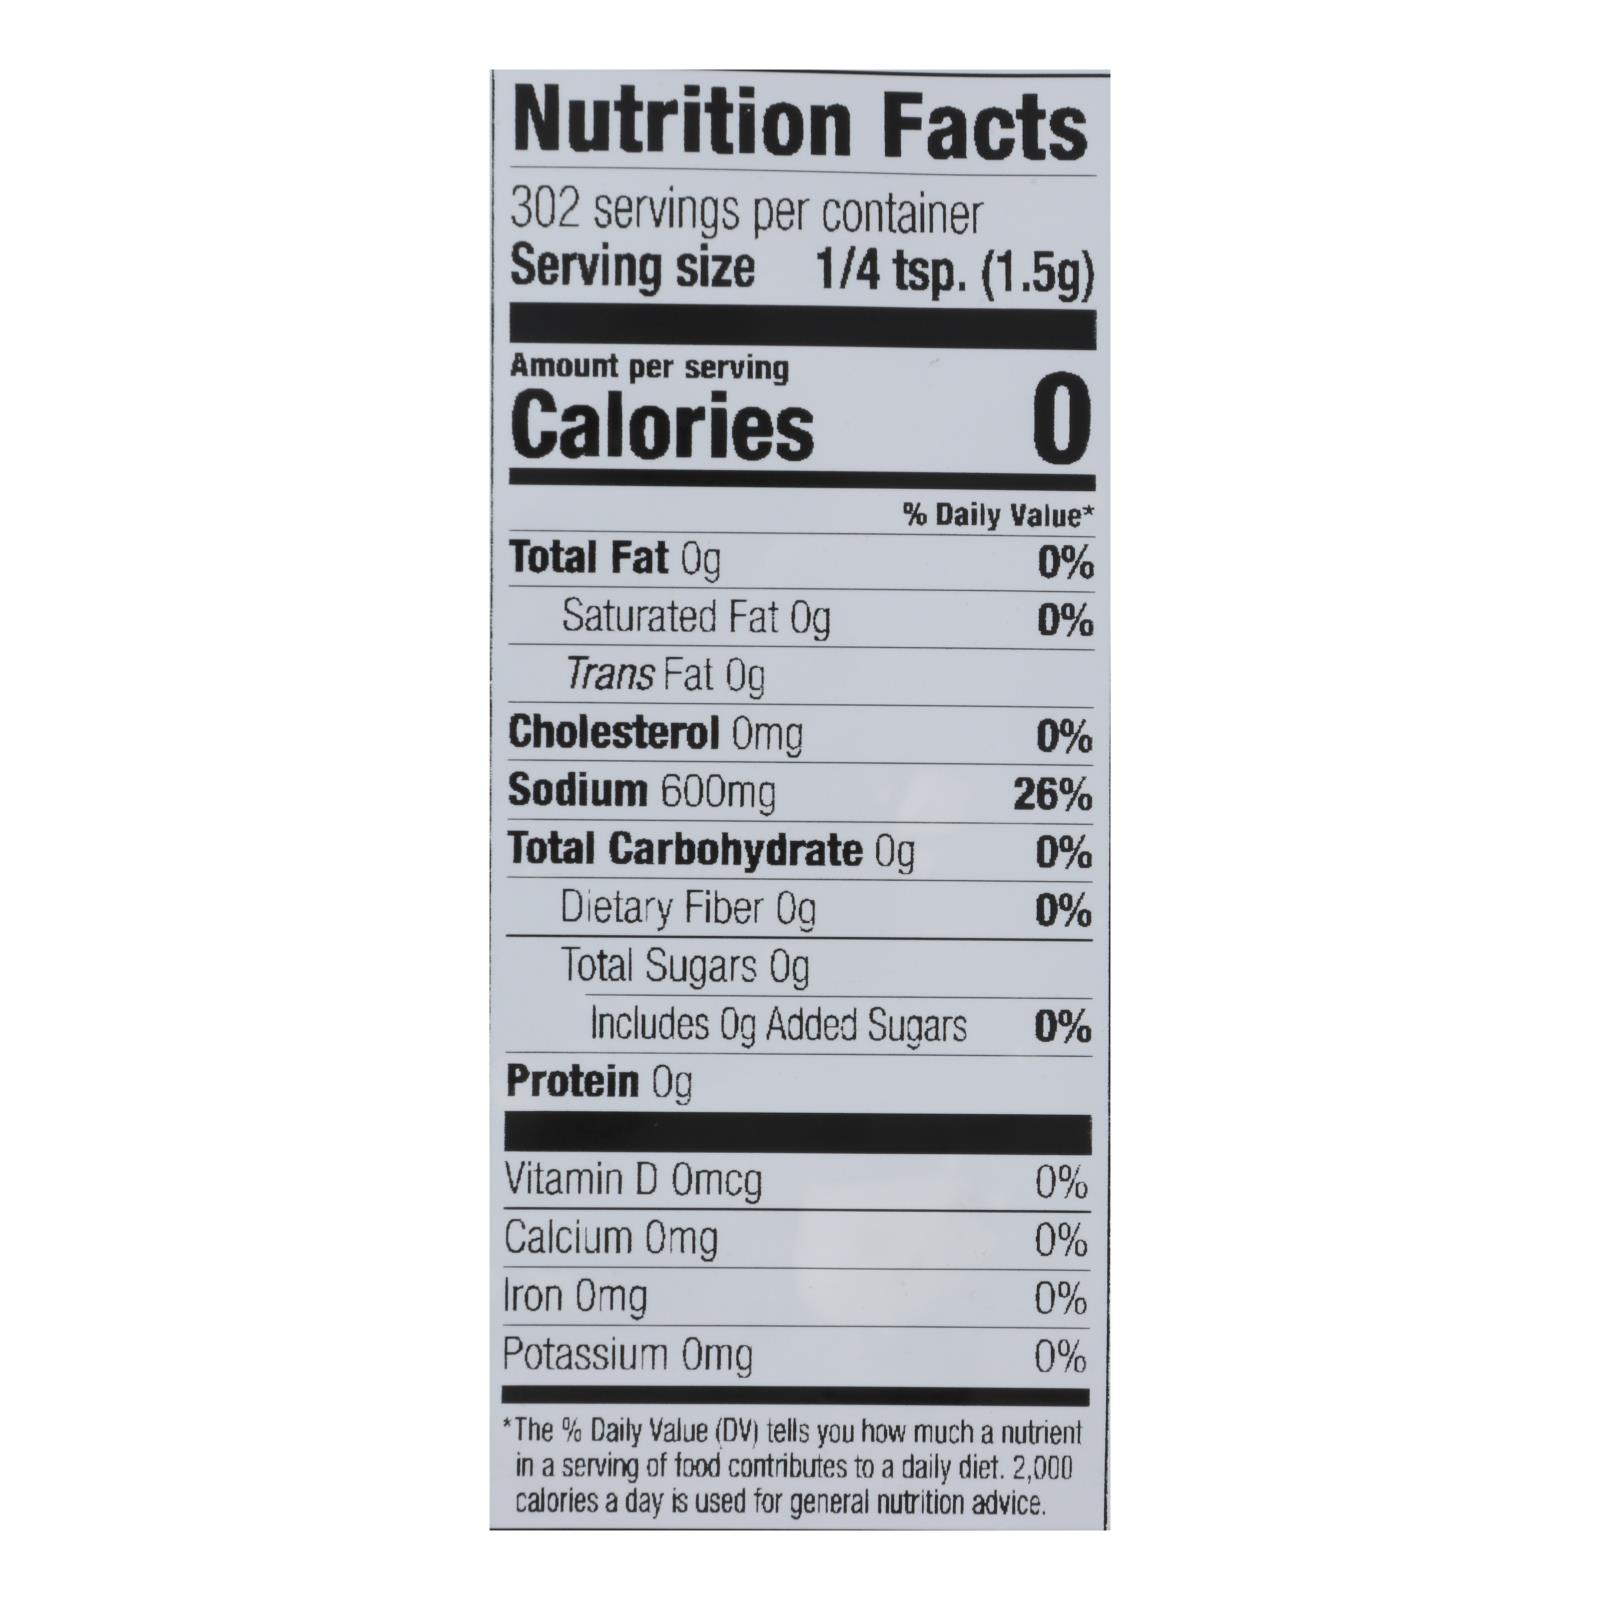 Nutrition Facts
302 servings per container
Serving size 1/4 tsp. (1.5g)
Amount per serving
Calories 0
% Daily Value*
Total Fat 0g 0%
Saturated Fat 0g 0%
Trans Fat 0g
Cholesterol 0mg 0%
Sodium 600mg 26%
Total Carbohydrate 0g 0%
Dietary Fiber 0g 0%
Total Sugars 0g
Includes 0g Added Sugars 0%
Protein 0g
Vitamin D 0mcg 0%
Calcium 0mg 0%
Iron 0mg 0%
Potassium 0mg 0%
*The % Daily Value (DV) tells you how much a nutrient
in a serving of food contributes to a daily diet. 2,000
calories a day is used for general nutrition advice.